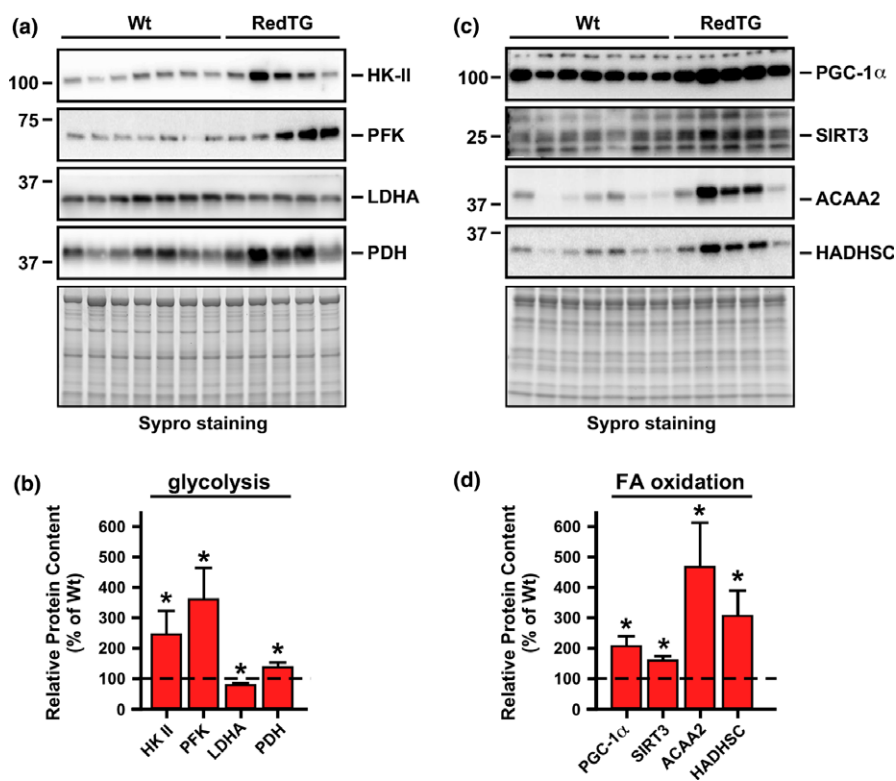 (a)
Wt RedTG
100 HK-II
75
PFK
37
LDHA
37 PDH
Sypro staining
(c)
Wt RedTG
100 PGC-1α
25 SIRT3
37 ACAA2
37
HADHSC
Sypro staining
(b)
glycolysis
Relative Protein Content
(% of Wt)
600
500
400
300
200
100
0
* * * *
HK II PFK LDHA PDH
(d)
FA oxidation
Relative Protein Content
(% of Wt)
600
500
400
300
200
100
0
* * * *
PGC-1α SIRT3 ACAA2 HADHSC